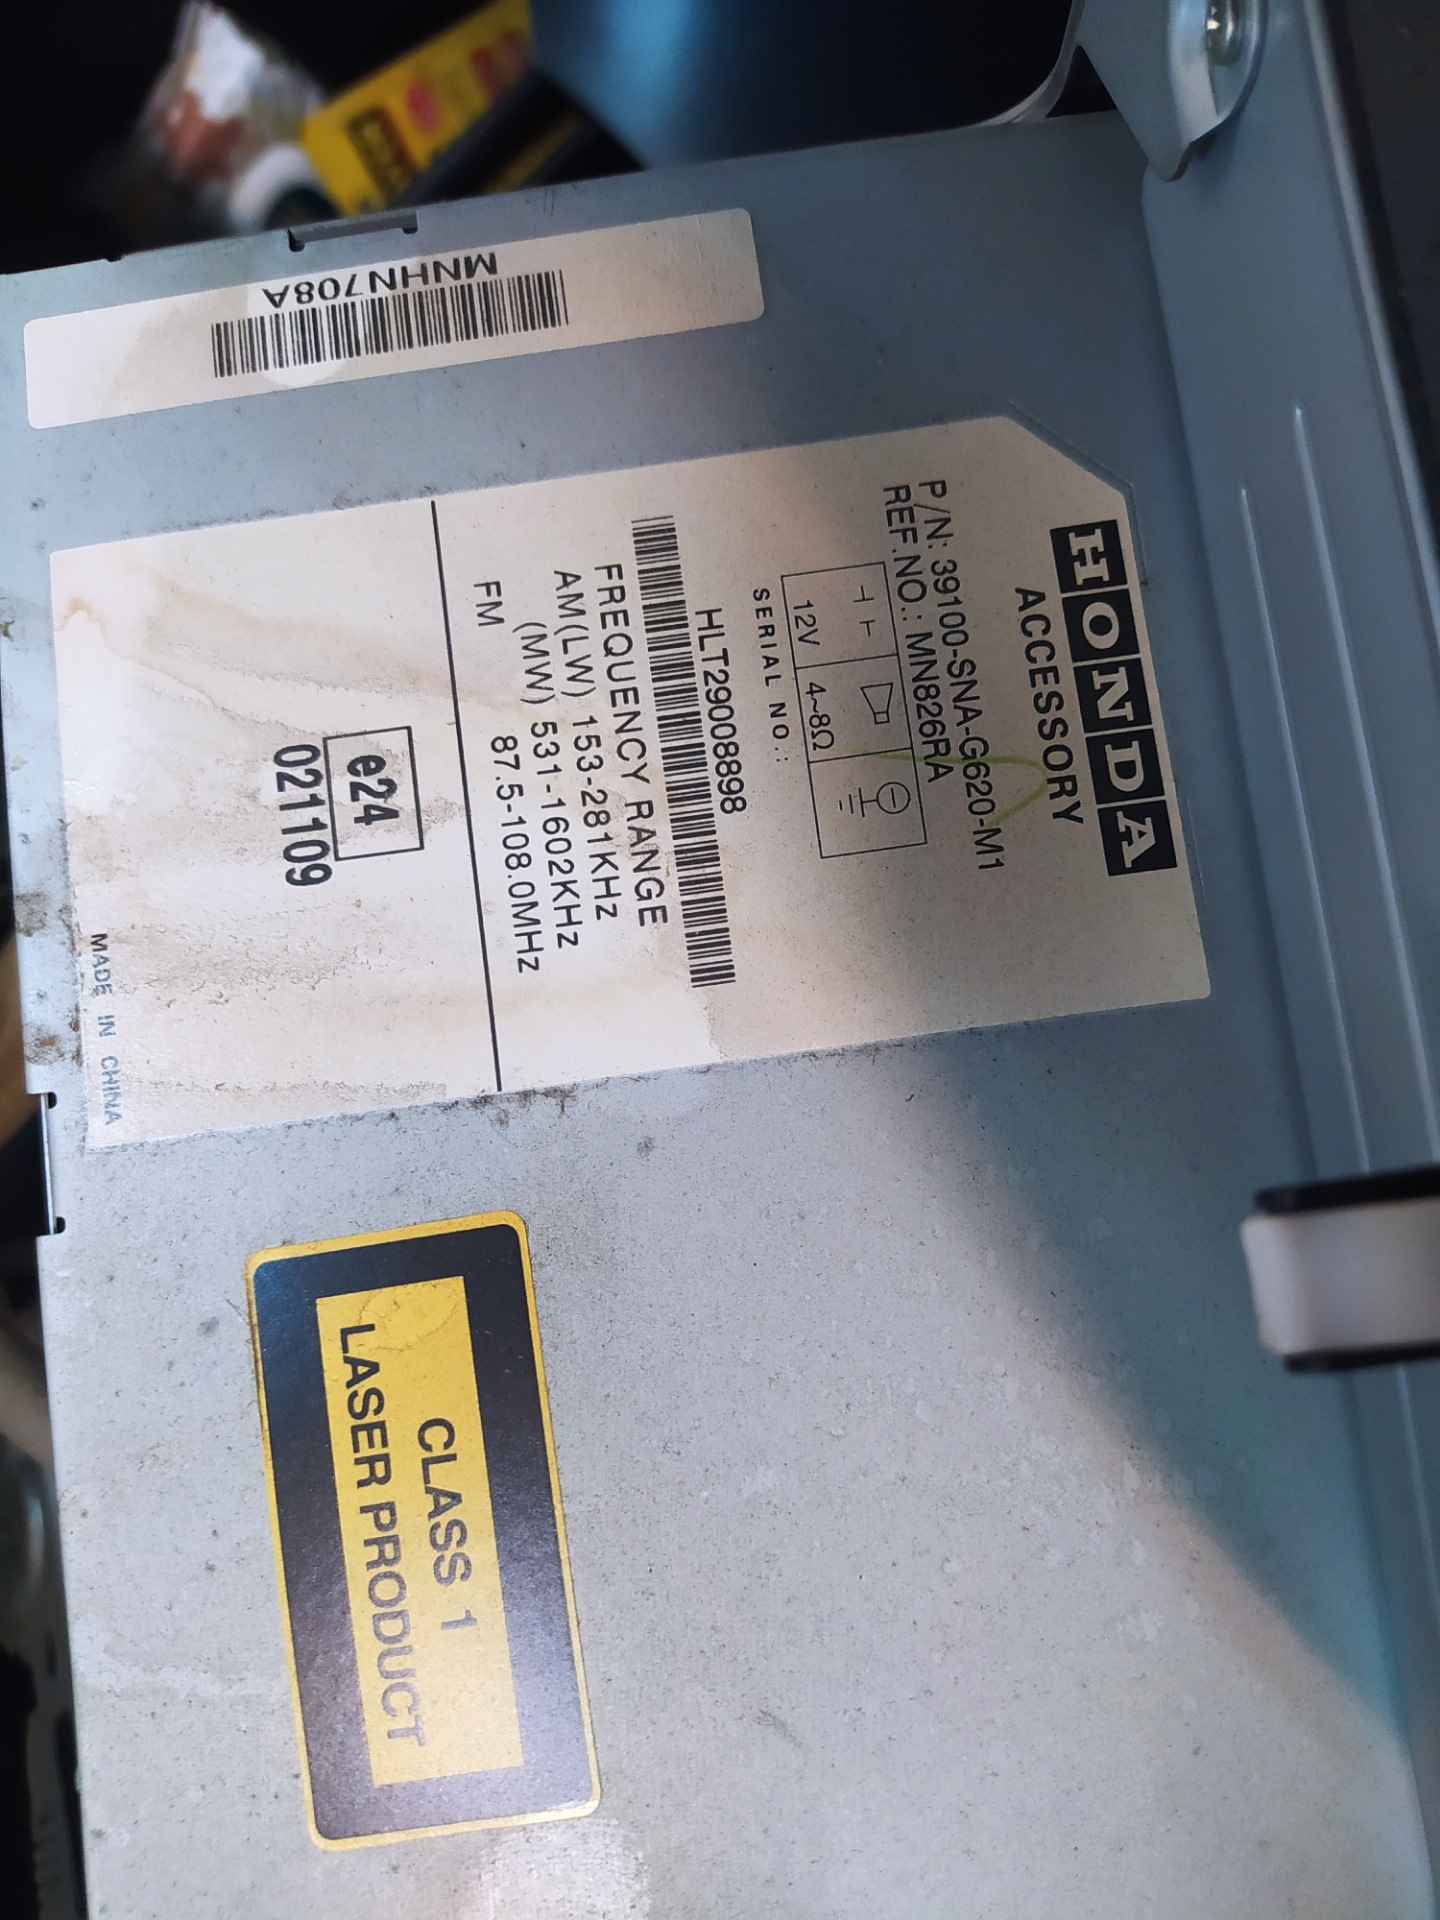 MNHN708A
HONDA
ACCESSORY
P/N: 39100-SNA-G620-M1
REF.NO.: MN826RA
12V 4~8Ω
SERIAL NO.:
HLT29008898
FREQUENCY RANGE
AM(LW) 153-281KHz
(MW) 531-1602KHz
FM 87.5-108.0MHz
e24
021109
MADE IN CHINA
CLASS 1
LASER PRODUCT